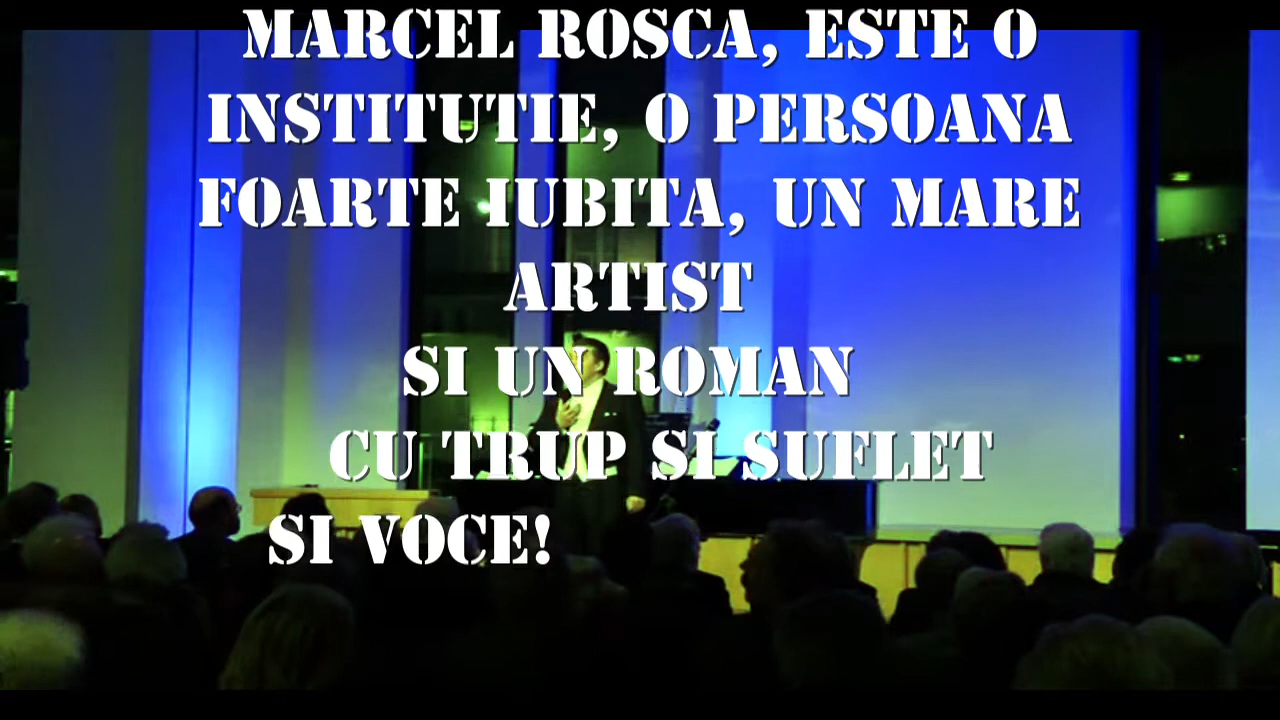 MARCEL ROSCA, ESTE O
INSTITUTIE, O PERSOANA
FOARTE IUBITA, UN MARE
ARTIST
SI UN ROMAN
CU TRUP SI SUFLET
SI VOCE!